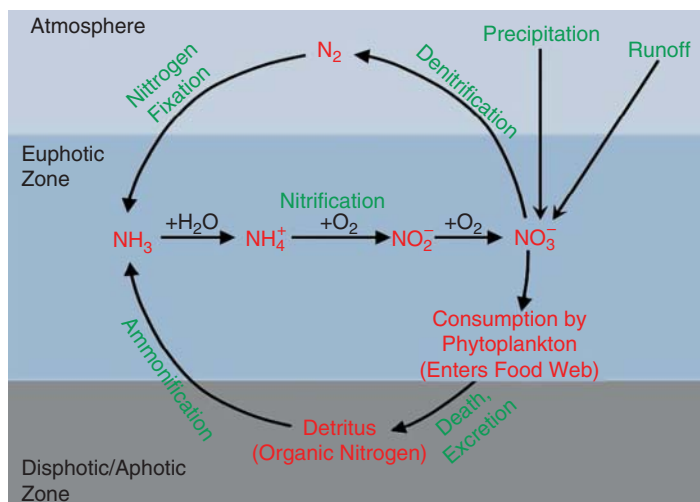 Atmosphere
Precipitation
Runoff
N₂
Nittrogen
Fixation
Denitrification
Euphotic
Zone
Nitrification
NH₃
+H₂O
NH₄⁺
+O₂
NO₂⁻
+O₂
NO₃⁻
Consumption by
Phytoplankton
(Enters Food Web)
Ammonification
Death,
Excretion
Detritus
(Organic Nitrogen)
Disphotic/Aphotic
Zone